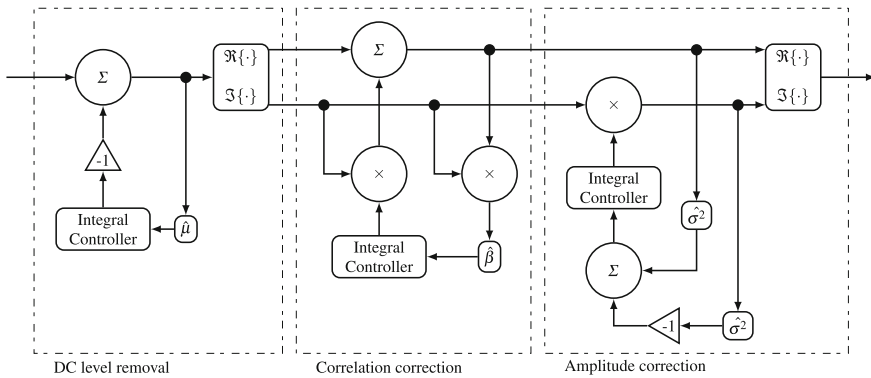 Σ
ℜ{·}
ℑ{·}
-1
Integral
Controller
μ̂
DC level removal
Σ
×
×
Integral
Controller
β̂
Correlation correction
×
ℜ{·}
ℑ{·}
Integral
Controller
σ̂²
Σ
-1
σ̂²
Amplitude correction